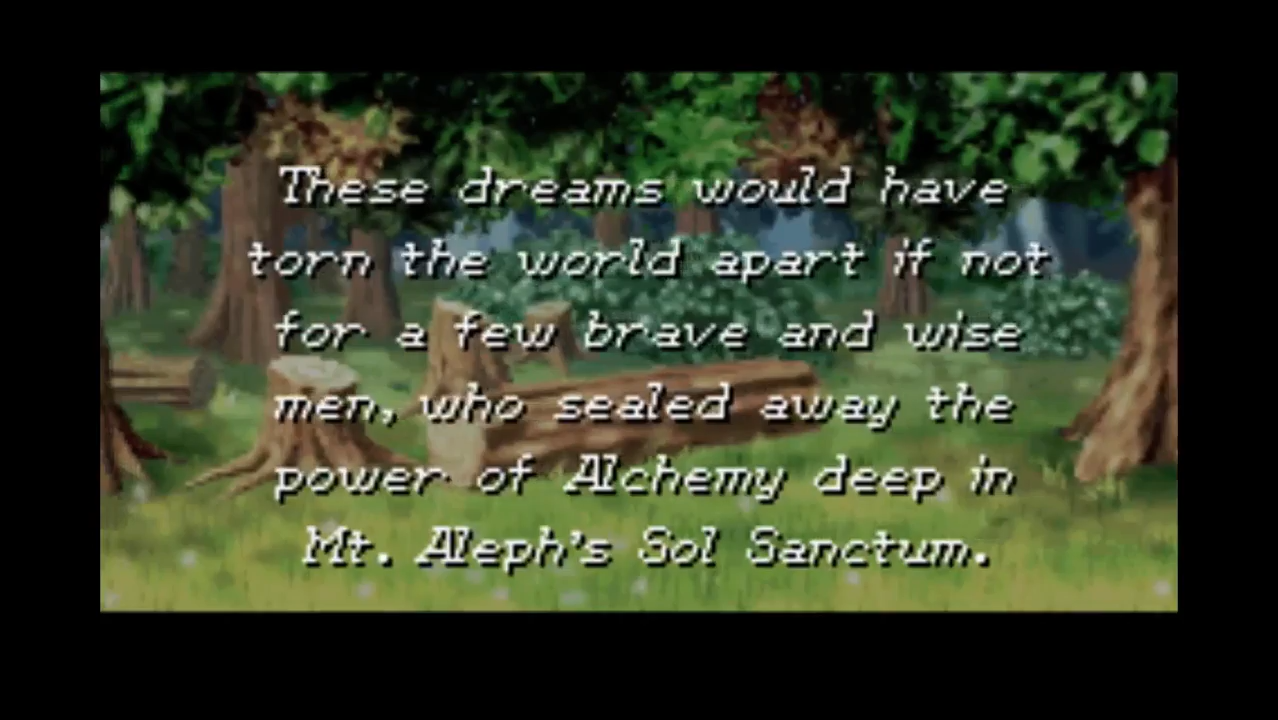 These dreams would have
torn the world apart if not
for a few brave and wise
men, who sealed away the
power of Alchemy deep in
Mt. Aleph's Sol Sanctum.